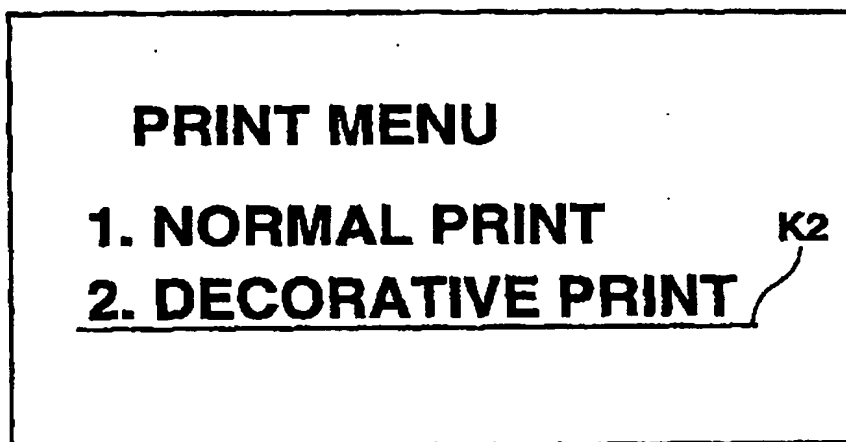 PRINT MENU
1. NORMAL PRINT
K2
2. DECORATIVE PRINT